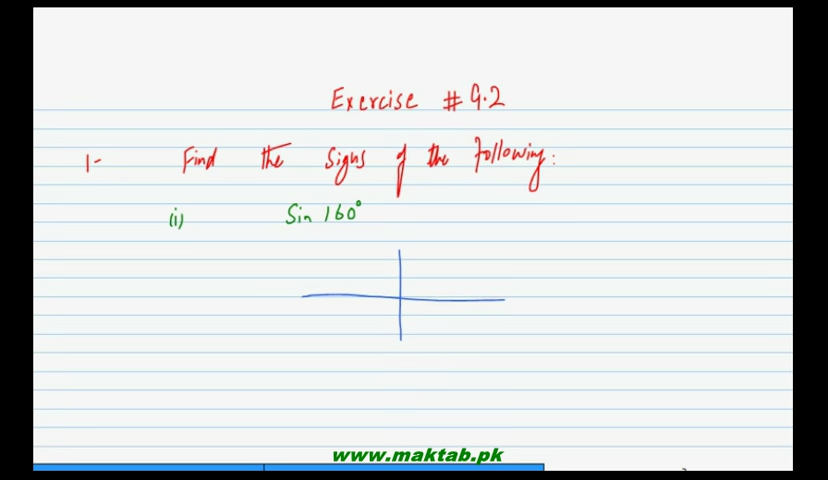 Exercise # 9.2
1- Find the Signs of the following:
(i) Sin 160°
www.maktab.pk